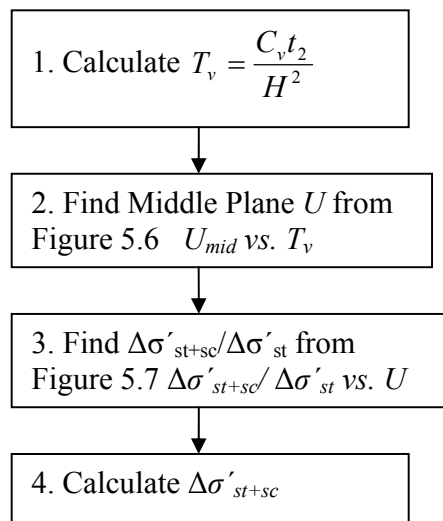 1. Calculate T_v = C_v t_2 / H^2
2. Find Middle Plane U from
Figure 5.6 U_mid vs. T_v
3. Find Δσ′_st+sc/Δσ′_st from
Figure 5.7 Δσ′_st+sc/ Δσ′_st vs. U
4. Calculate Δσ′_st+sc